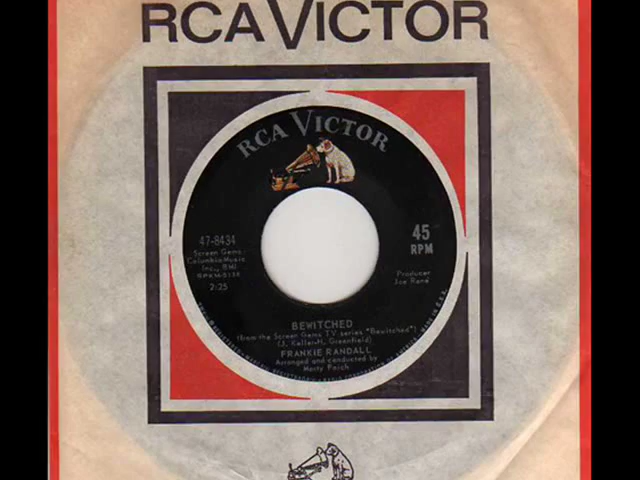 RCA VICTOR
RCA VICTOR
47-8434
Screen Gems-
Columbia Music
Inc., BMI
2:25
45
RPM
Producer
Joe René
BEWITCHED
(from the Screen Gems TV series "Bewitched")
(J. Keller-H. Greenfield)
FRANKIE RANDALL
Arranged and conducted by
Marty Paich